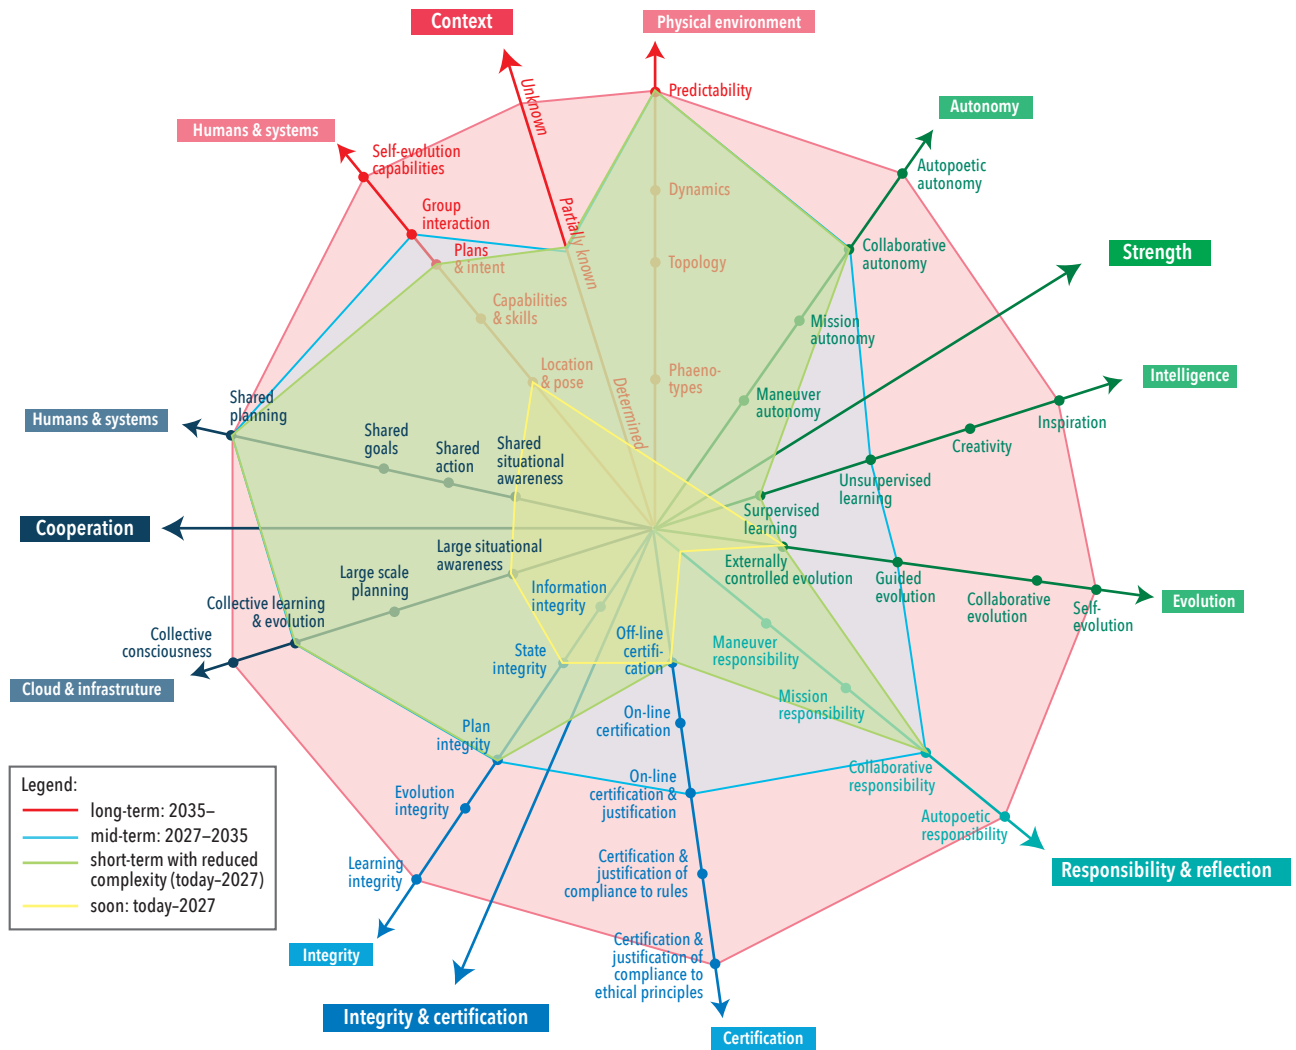 Context
Physical environment
Unknown
Predictability
Humans & systems
Self-evolution
capabilities
Autonomy
Autopoetic
autonomy
Group
interaction
Partially known
Dynamics
Plans
& intent
Topology
Collaborative
autonomy
Strength
Capabilities
& skills
Mission
autonomy
Location
& pose
Determined
Phaeno-
types
Maneuver
autonomy
Intelligence
Inspiration
Creativity
Humans & systems
Shared
planning
Shared
goals
Shared
action
Shared
situational
awareness
Unsurpervised
learning
Surpervised
learning
Cooperation
Large situational
awareness
Large scale
planning
Information
integrity
Externally
controlled evolution
Guided
evolution
Collaborative
evolution
Self-
evolution
Evolution
Collective learning
& evolution
Collective
consciousness
Cloud & infrastruture
State
integrity
Off-line
certifi-
cation
Maneuver
responsibility
Mission
responsibility
Plan
integrity
On-line
certification
Collaborative
responsibility
Evolution
integrity
On-line
certification &
justification
Autopoetic
responsibility
Learning
integrity
Certification &
justification of
compliance to rules
Responsibility & reflection
Integrity
Certification &
justification of
compliance to
ethical principles
Integrity & certification
Certification
Legend:
long-term: 2035–
mid-term: 2027–2035
short-term with reduced
complexity (today–2027)
soon: today–2027